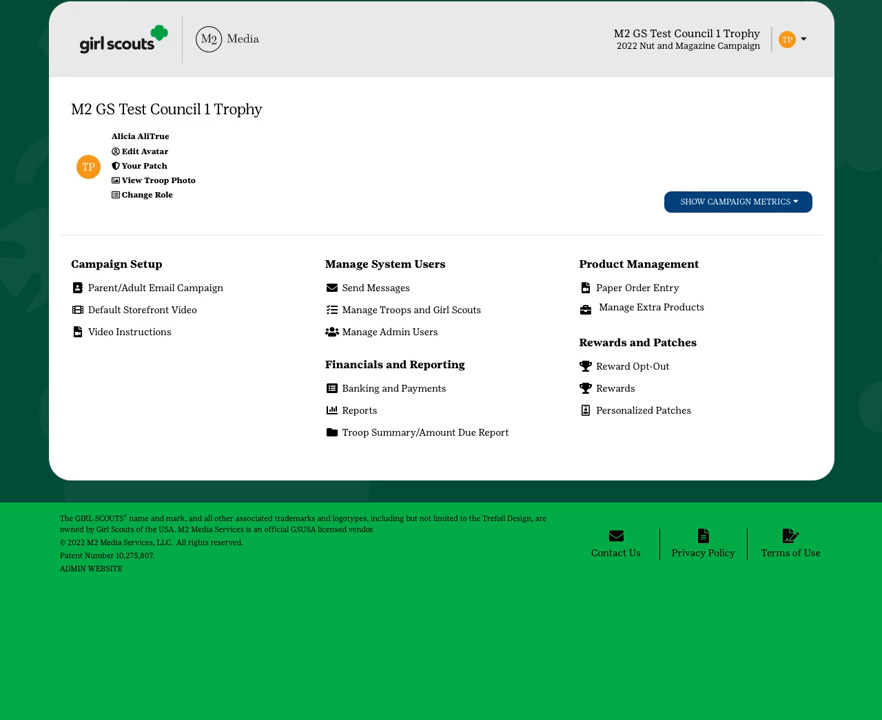 girl scouts
M2 Media
M2 GS Test Council 1 Trophy
2022 Nut and Magazine Campaign
TP
M2 GS Test Council 1 Trophy
TP
Alicia AliTrue
Edit Avatar
Your Patch
View Troop Photo
Change Role
SHOW CAMPAIGN METRICS
Campaign Setup
Parent/Adult Email Campaign
Default Storefront Video
Video Instructions
Manage System Users
Send Messages
Manage Troops and Girl Scouts
Manage Admin Users
Financials and Reporting
Banking and Payments
Reports
Troop Summary/Amount Due Report
Product Management
Paper Order Entry
Manage Extra Products
Rewards and Patches
Reward Opt-Out
Rewards
Personalized Patches
The GIRL SCOUTS® name and mark, and all other associated trademarks and logotypes, including but not limited to the Trefoil Design, are
owned by Girl Scouts of the USA. M2 Media Services is an official GSUSA licensed vendor.
© 2022 M2 Media Services, LLC. All rights reserved.
Patent Number 10,275,807.
ADMIN WEBSITE
Contact Us
Privacy Policy
Terms of Use